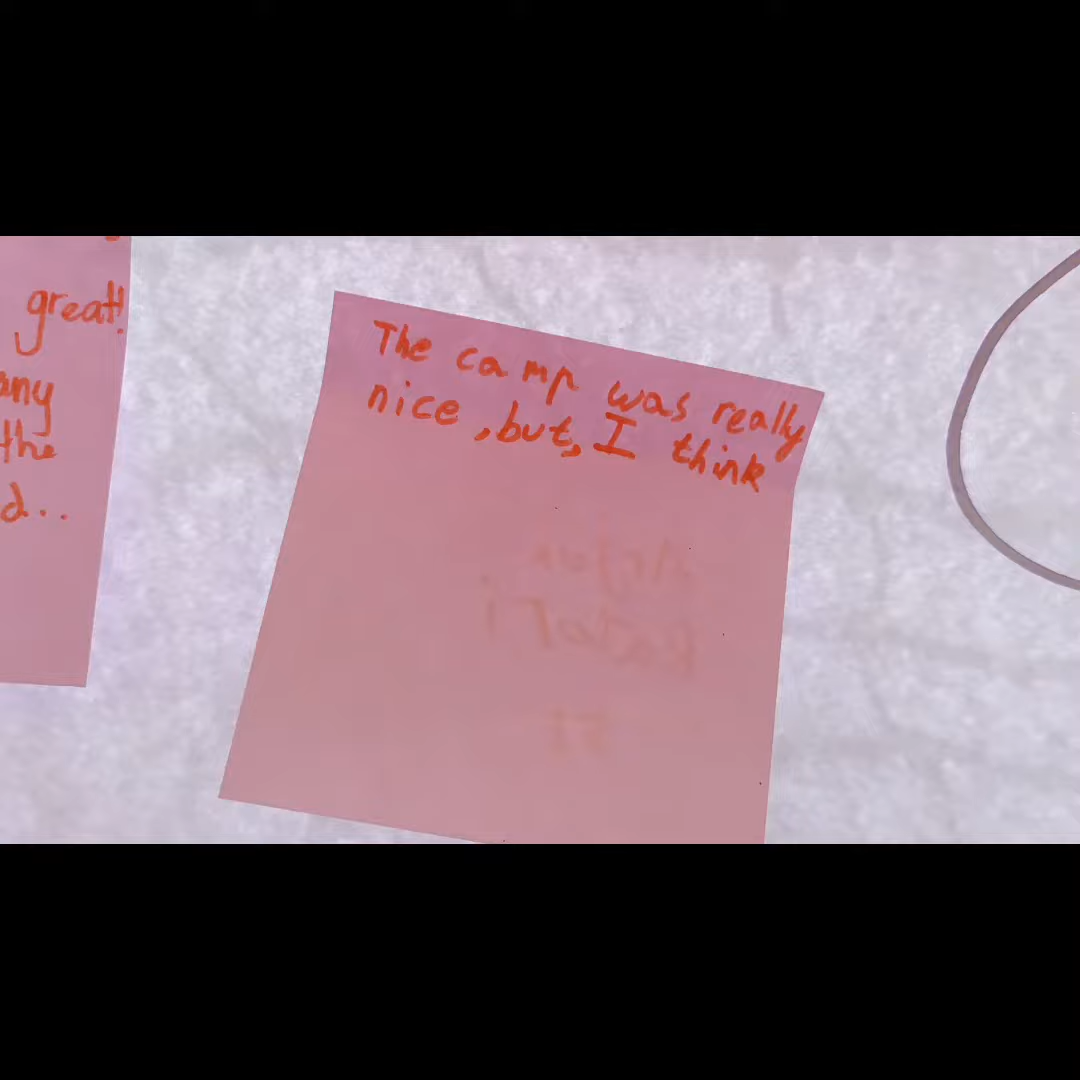 great!
any
the
d..
The camp was really
nice ,but, I think